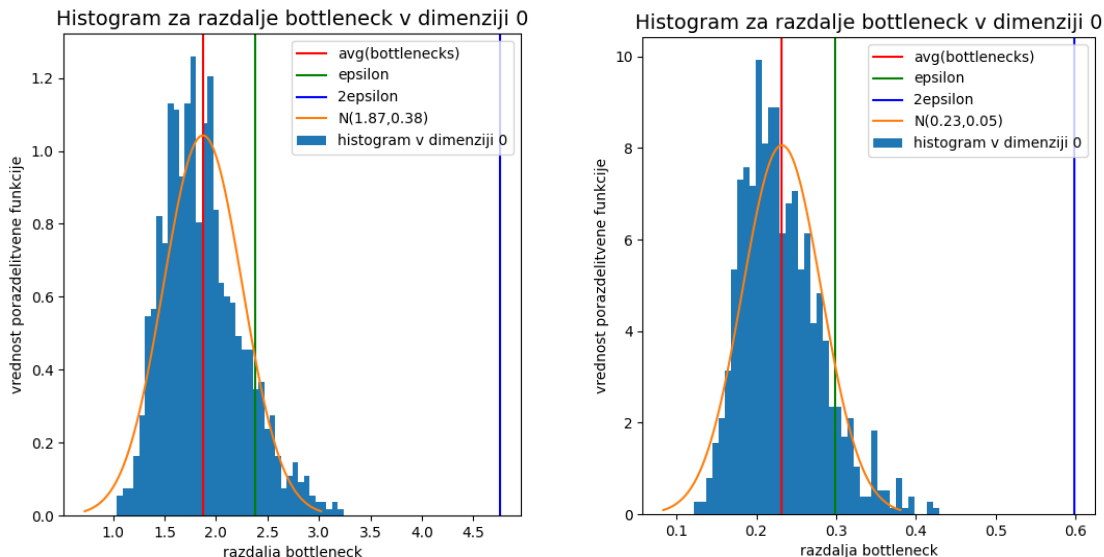 Histogram za razdalje bottleneck v dimenziji 0
avg(bottlenecks)
epsilon
2epsilon
N(1.87,0.38)
histogram v dimenziji 0
vrednost porazdelitvene funkcije
1.2
1.0
0.8
0.6
0.4
0.2
0.0
1.0 1.5 2.0 2.5 3.0 3.5 4.0 4.5
razdalja bottleneck
Histogram za razdalje bottleneck v dimenziji 0
avg(bottlenecks)
epsilon
2epsilon
N(0.23,0.05)
histogram v dimenziji 0
vrednost porazdelitvene funkcije
10
8
6
4
2
0
0.1 0.2 0.3 0.4 0.5 0.6
razdalja bottleneck